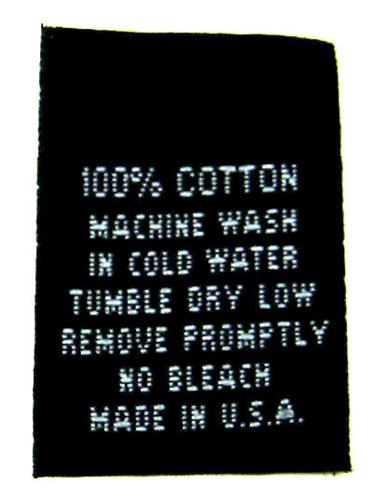 100% COTTON
MACHINE WASH
IN COLD WATER
TUMBLE DRY LOW
REMOVE PROMPTLY
NO BLEACH
MADE IN U.S.A.